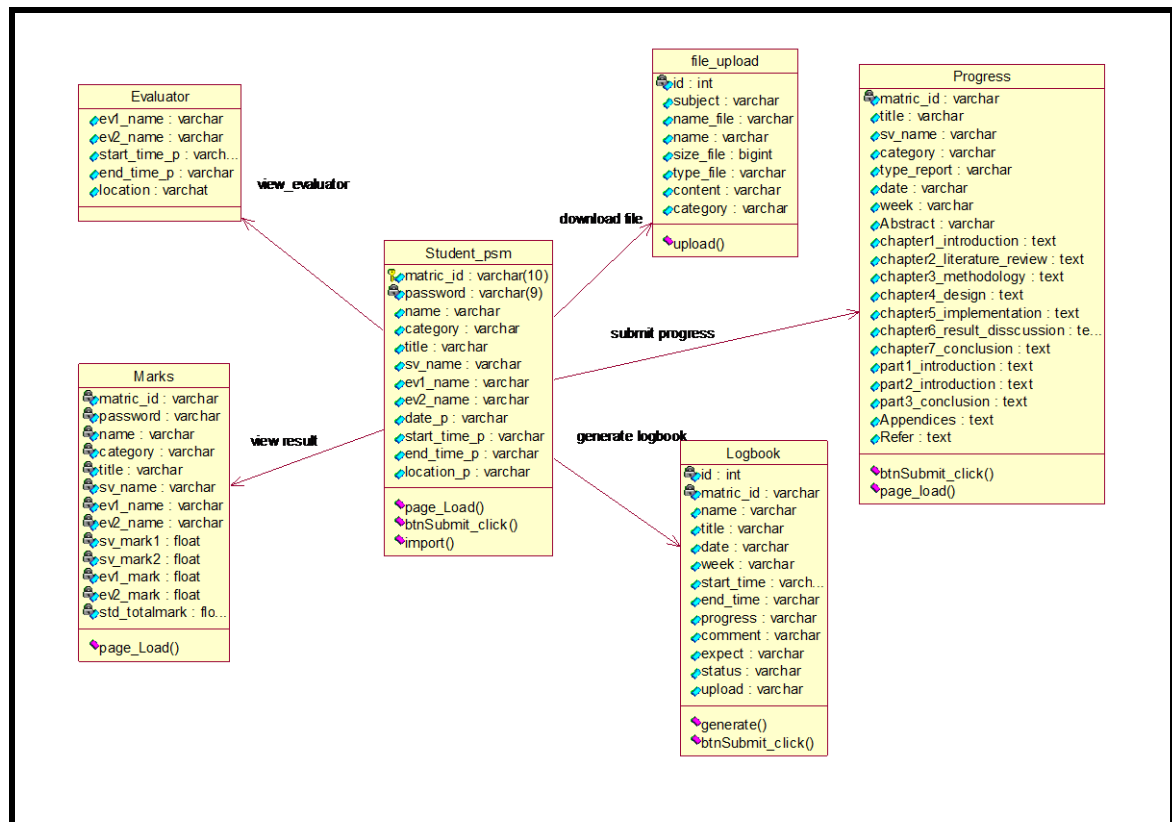 Evaluator
ev1_name : varchar
ev2_name : varchar
start_time_p : varch...
end_time_p : varchar
location : varchat
view_evaluator
file_upload
id : int
subject : varchar
name_file : varchar
name : varchar
size_file : bigint
type_file : varchar
content : varchar
category : varchar
upload()
download file
Progress
matric_id : varchar
title : varchar
sv_name : varchar
category : varchar
type_report : varchar
date : varchar
week : varchar
Abstract : varchar
chapter1_introduction : text
chapter2_literature_review : text
chapter3_methodology : text
chapter4_design : text
chapter5_implementation : text
chapter6_result_disscussion : te...
chapter7_conclusion : text
part1_introduction : text
part2_introduction : text
part3_conclusion : text
Appendices : text
Refer : text
btnSubmit_click()
page_load()
Student_psm
matric_id : varchar(10)
password : varchar(9)
name : varchar
category : varchar
title : varchar
sv_name : varchar
ev1_name : varchar
ev2_name : varchar
date_p : varchar
start_time_p : varchar
end_time_p : varchar
location_p : varchar
page_Load()
btnSubmit_click()
import()
submit progress
view result
generate logbook
Marks
matric_id : varchar
password : varchar
name : varchar
category : varchar
title : varchar
sv_name : varchar
ev1_name : varchar
ev2_name : varchar
sv_mark1 : float
sv_mark2 : float
ev1_mark : float
ev2_mark : float
std_totalmark : flo...
page_Load()
Logbook
id : int
matric_id : varchar
name : varchar
title : varchar
date : varchar
week : varchar
start_time : varch...
end_time : varchar
progress : varchar
comment : varchar
expect : varchar
status : varchar
upload : varchar
generate()
btnSubmit_click()